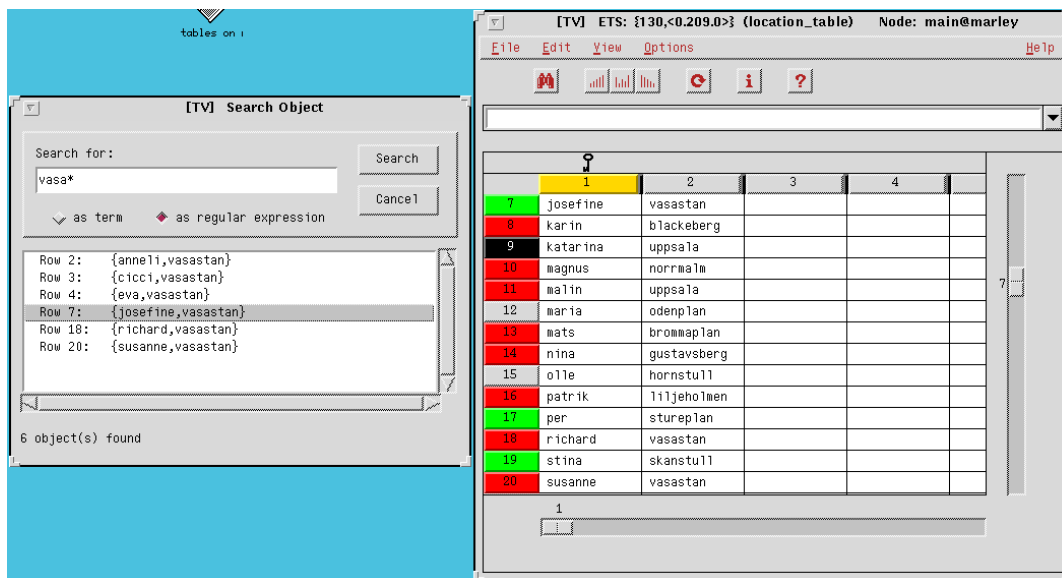 tables on
[TV] Search Object
Search for:
vasa*
Search
Cancel
as term
as regular expression
Row 2: {anneli,vasastan}
Row 3: {cicci,vasastan}
Row 4: {eva,vasastan}
Row 7: {josefine,vasastan}
Row 18: {richard,vasastan}
Row 20: {susanne,vasastan}
6 object(s) found
[TV] ETS: {130,<0.209.0>} (location_table) Node: main@marley
File Edit View Options Help
i ?
1 2 3 4
7 josefine vasastan
8 karin blackeberg
9 katarina uppsala
10 magnus norrmalm
11 malin uppsala
12 maria odenplan
13 mats brommaplan
14 nina gustavsberg
15 olle hornstull
16 patrik liljeholmen
17 per stureplan
18 richard vasastan
19 stina skanstull
20 susanne vasastan
7
1